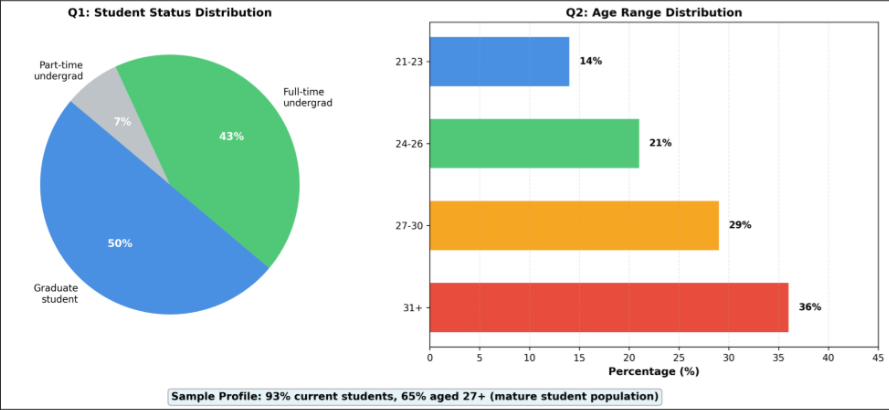 Q1: Student Status Distribution
Part-time
undergrad
Full-time
undergrad
7%
43%
50%
Graduate
student
Q2: Age Range Distribution
21-23
14%
24-26
21%
27-30
29%
31+
36%
0 5 10 15 20 25 30 35 40 45
Percentage (%)
Sample Profile: 93% current students, 65% aged 27+ (mature student population)